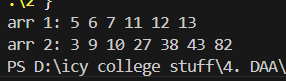 arr 1: 5 6 7 11 12 13
arr 2: 3 9 10 27 38 43 82
PS D:\icy college stuff\4. DAA\